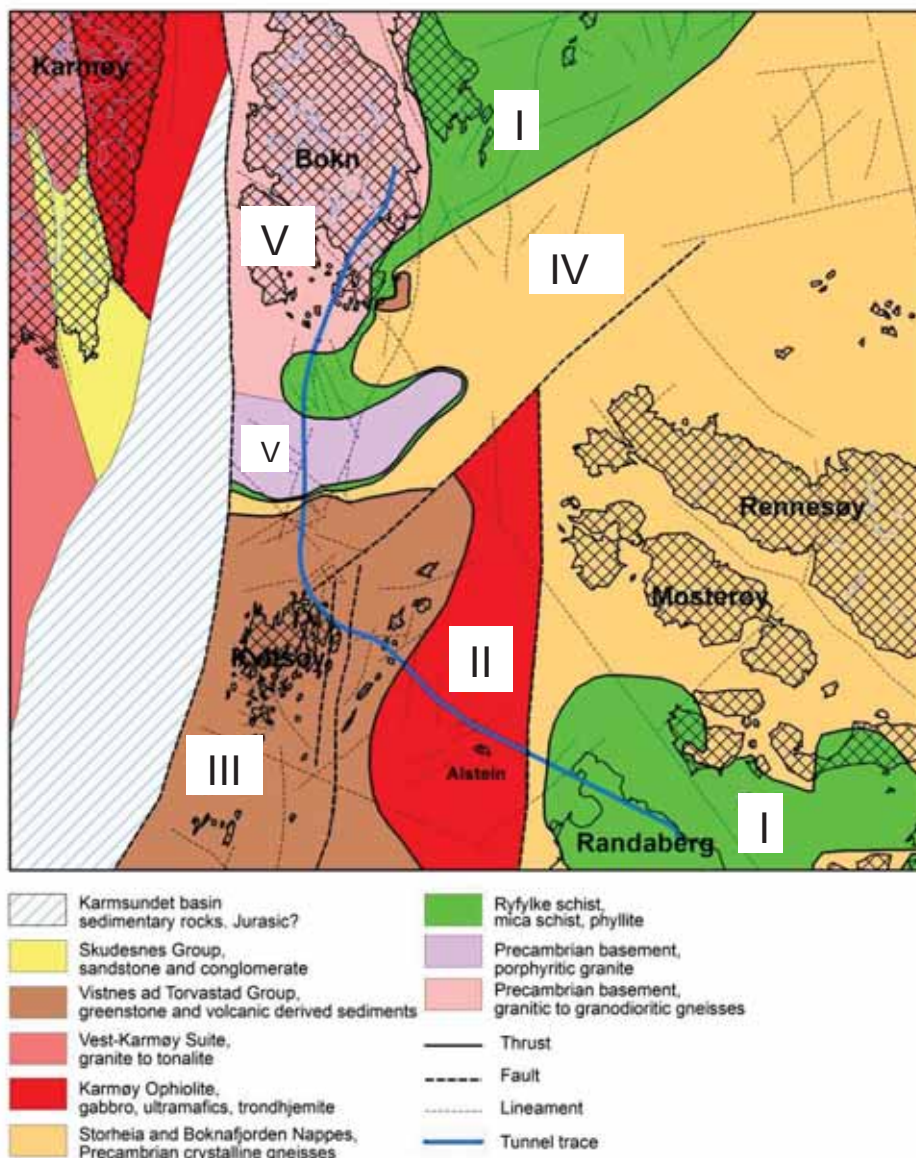 Karmøy
I
Bokn
V
IV
V
Rennesøy
Mosterøy
Kvitsøy
II
III
Alstein
I
Randaberg
Karmsundet basin
sedimentary rocks. Jurasic?
Skudesnes Group,
sandstone and conglomerate
Vistnes ad Torvastad Group,
greenstone and volcanic derived sediments
Vest-Karmøy Suite,
granite to tonalite
Karmøy Ophiolite,
gabbro, ultramafics, trondhjemite
Storheia and Boknafjorden Nappes,
Precambrian crystalline gneisses
Ryfylke schist,
mica schist, phyllite
Precambrian basement,
porphyritic granite
Precambrian basement,
granitic to granodioritic gneisses
Thrust
Fault
Lineament
Tunnel trace